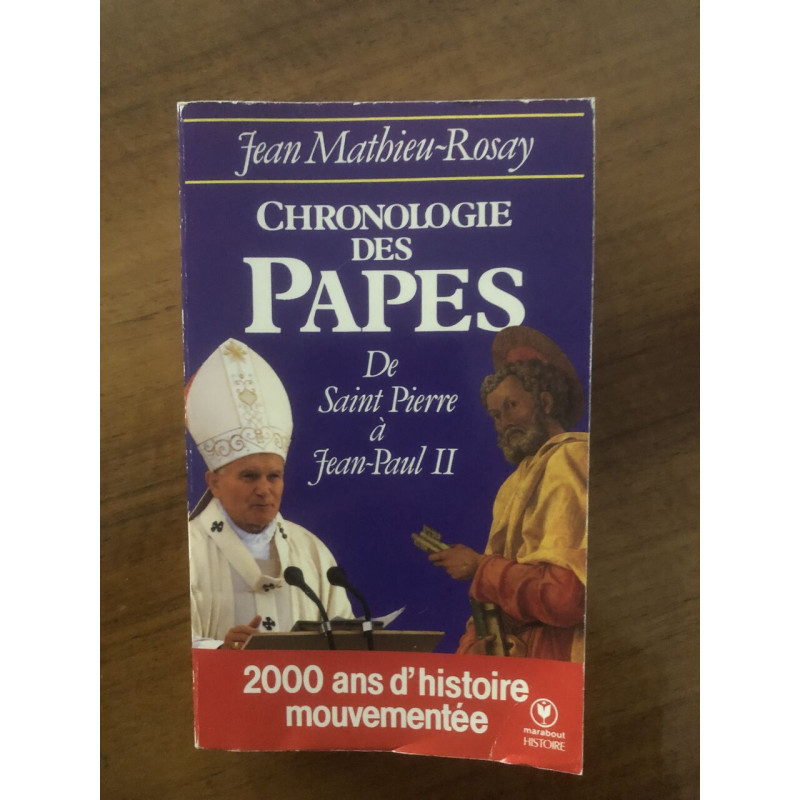 Jean Mathieu-Rosay
CHRONOLOGIE
DES
PAPES
De
Saint Pierre
à
Jean-Paul II
2000 ans d'histoire
mouvementée
marabout
HISTOIRE